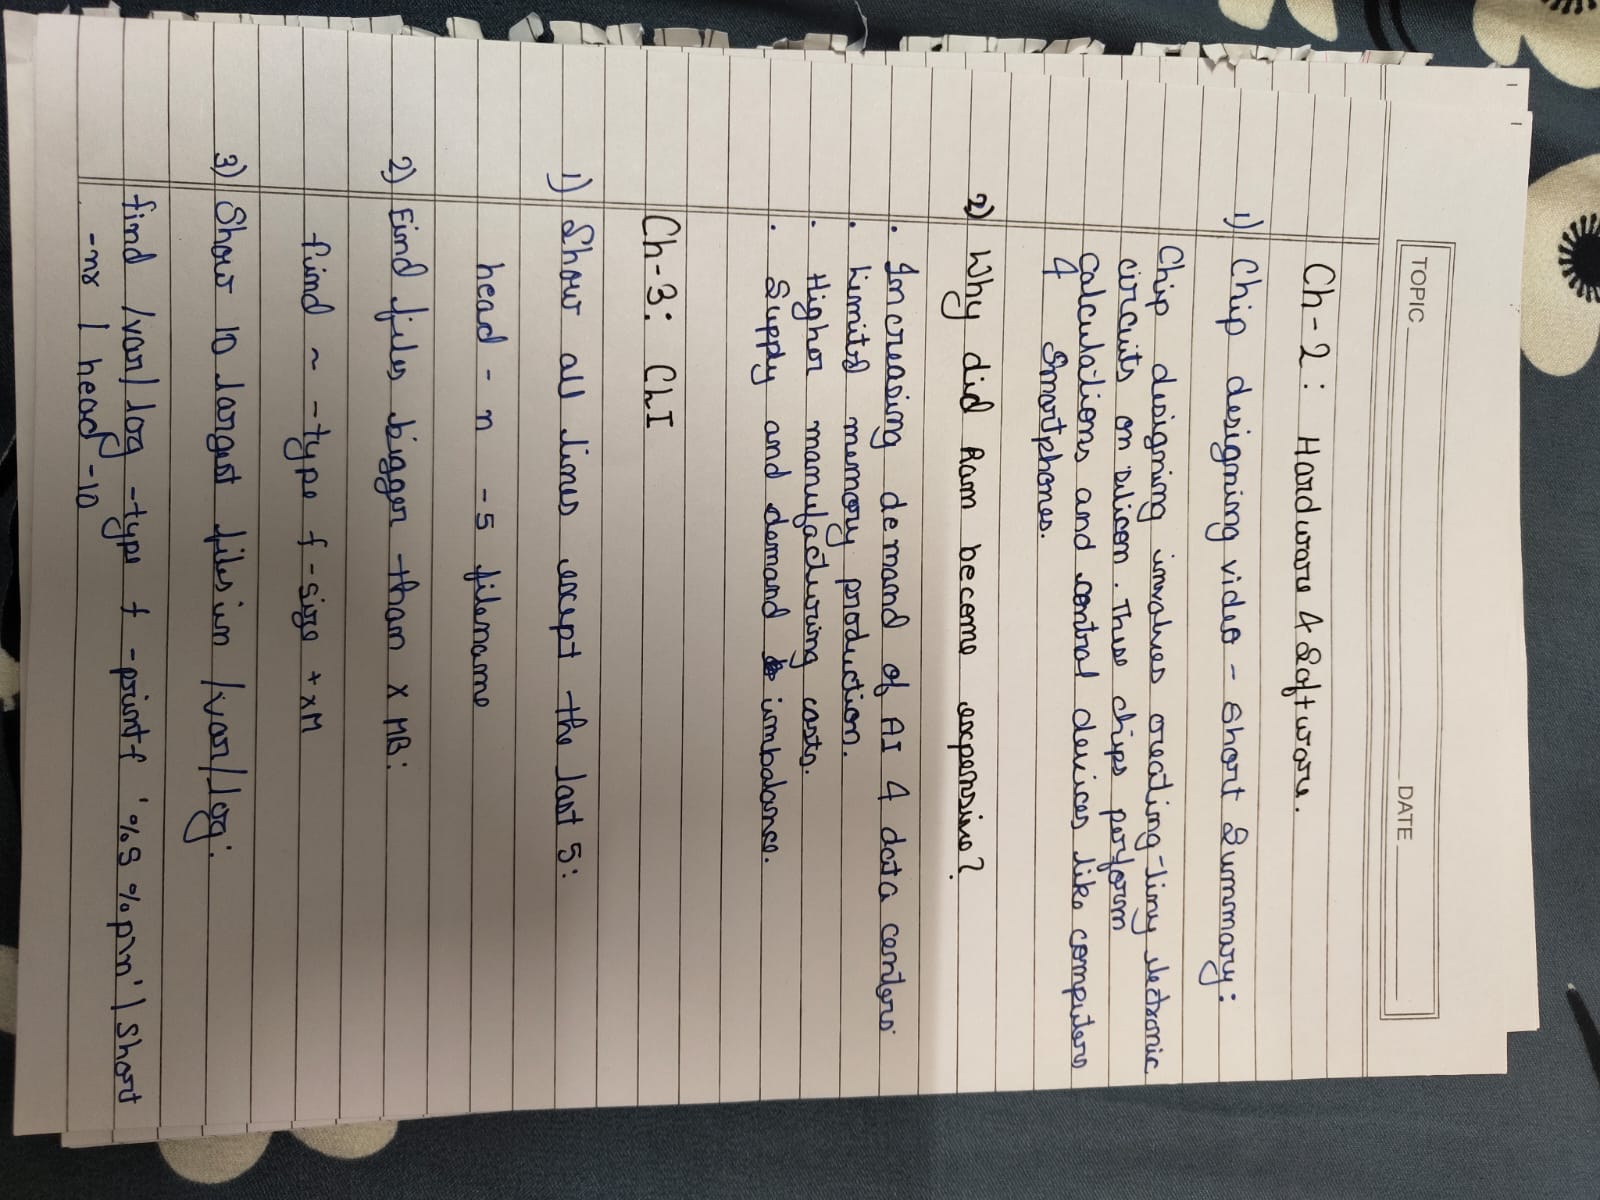 TOPIC DATE
Ch-2: Hardware & Software.
1) Chip designing video - Short Summary:
Chip designing involves creating tiny electronic
circuits on silicon. These chips perform
calculations and control devices like computers
& Smartphones.
2) Why did Ram become expensive?
• Increasing demand of AI & data centers
• Limited memory production.
• Higher manufacturing costs.
• Supply and demand imbalance.
Ch-3: ChI
1) Show all lines except the last 5:
head -n -5 filename
2) Find files bigger than x MB:
find ~ -type f -size +xM
3) Show 10 largest files in /var/log:
find /var/log -type f -printf '%s %p\n' | short
-nr | head -10